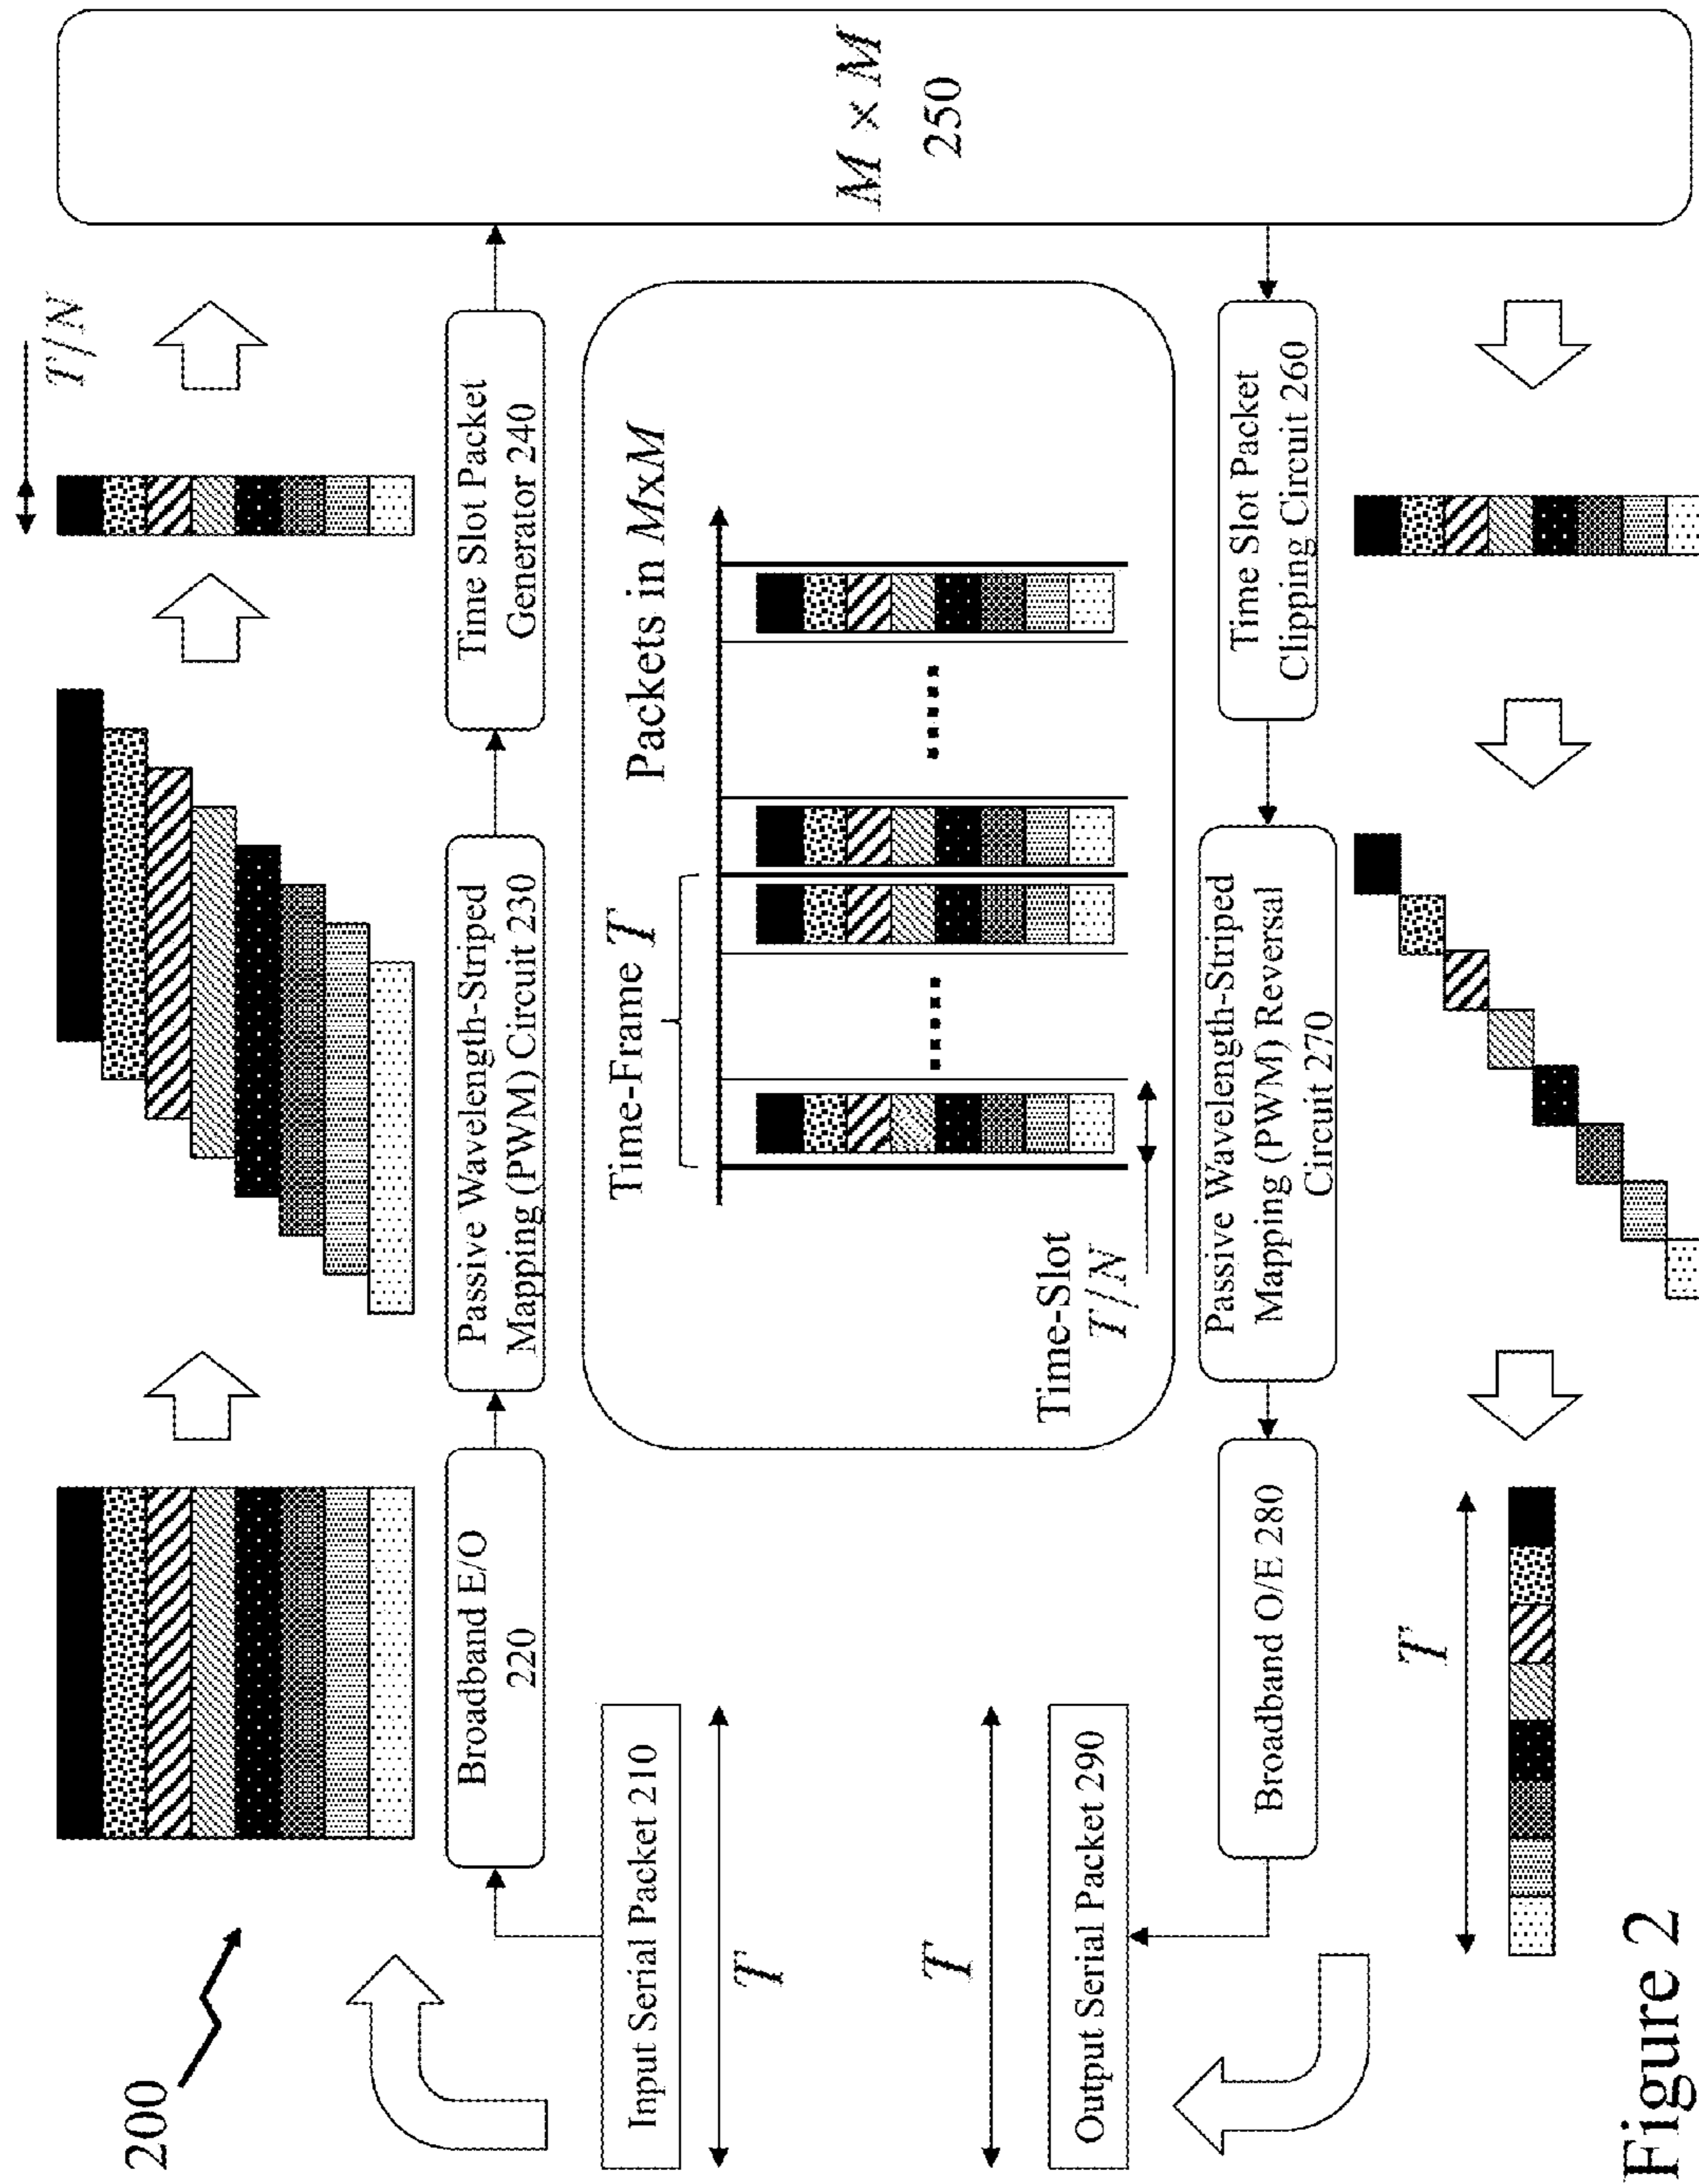 200
T/N
Broadband E/O
220
Passive Wavelength-Striped
Mapping (PWM) Circuit 230
Time Slot Packet
Generator 240
M × M
250
Input Serial Packet 210
T
Time-Frame T
Packets in MxM
Time-Slot
T/N
T
Output Serial Packet 290
Broadband O/E 280
Passive Wavelength-Striped
Mapping (PWM) Reversal
Circuit 270
Time Slot Packet
Clipping Circuit 260
T
Figure 2